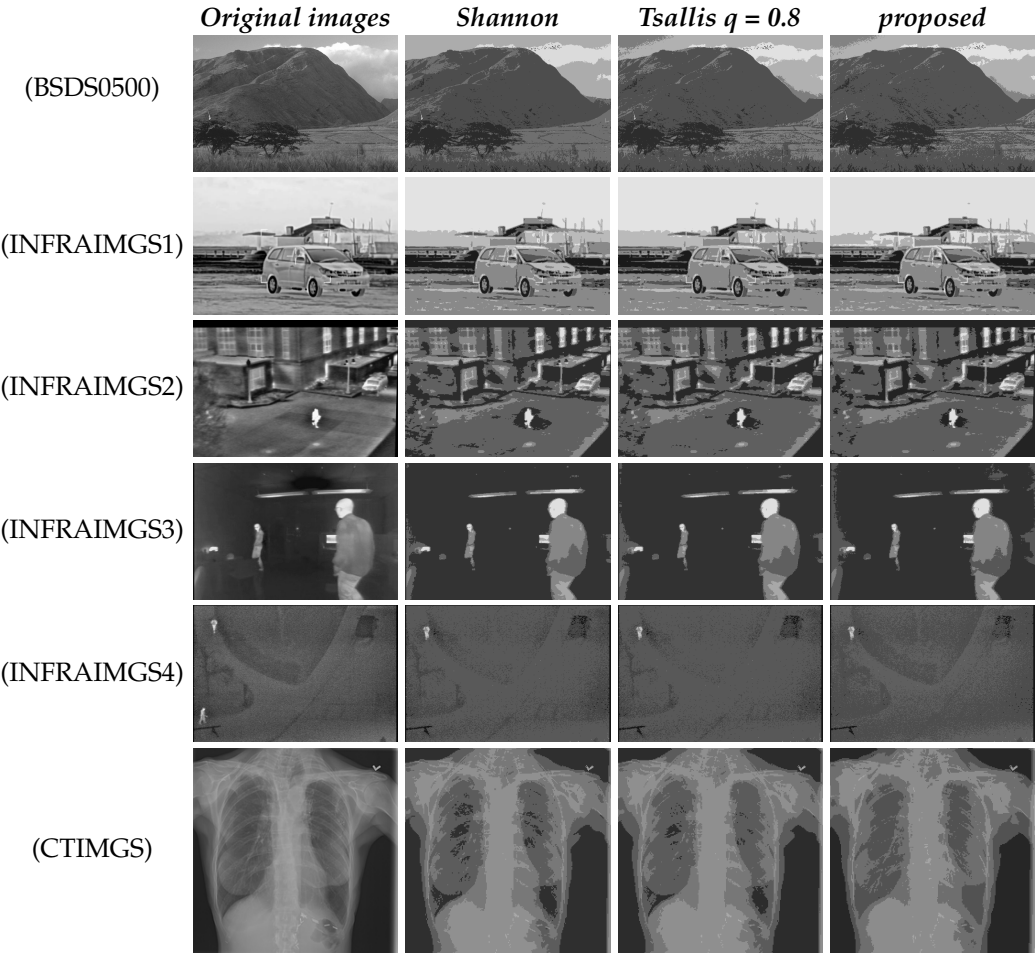 Original images Shannon Tsallis q = 0.8 proposed
(BSDS0500)
(INFRAIMGS1)
(INFRAIMGS2)
(INFRAIMGS3)
(INFRAIMGS4)
(CTIMGS)